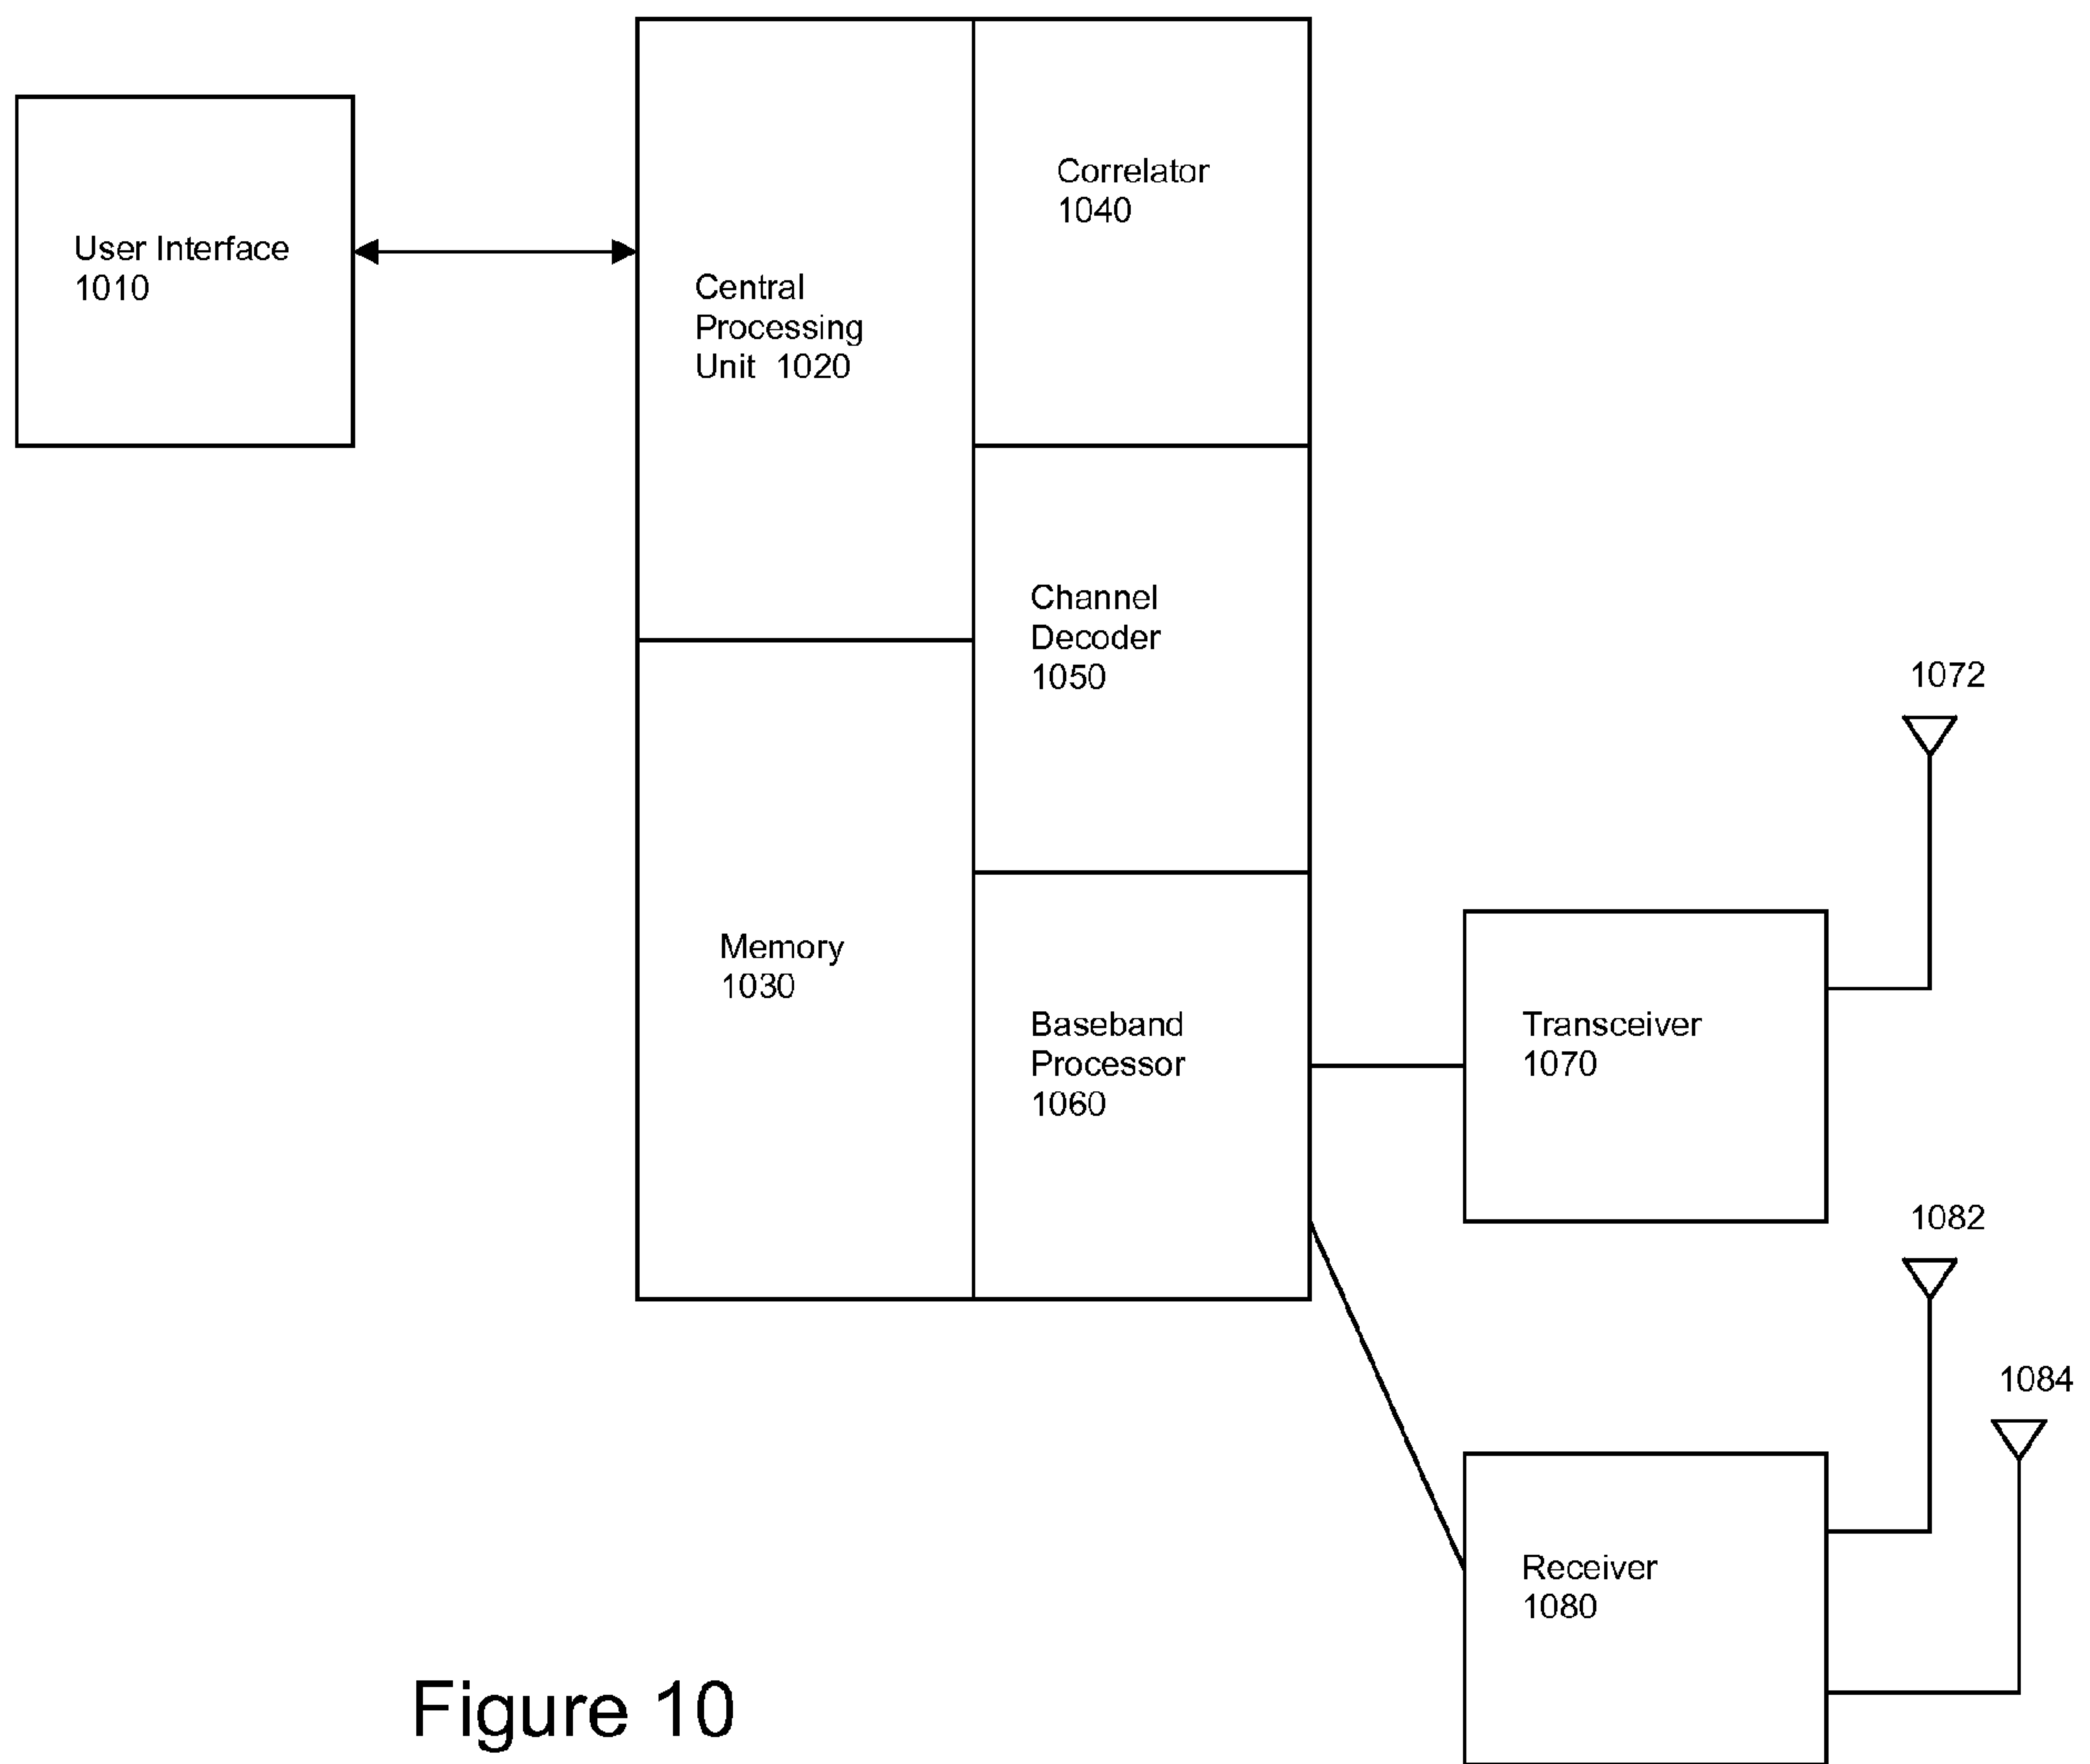 User Interface
1010
Central
Processing
Unit 1020
Correlator
1040
Channel
Decoder
1050
Memory
1030
Baseband
Processor
1060
1072
Transceiver
1070
1082
1084
Receiver
1080
Figure 10